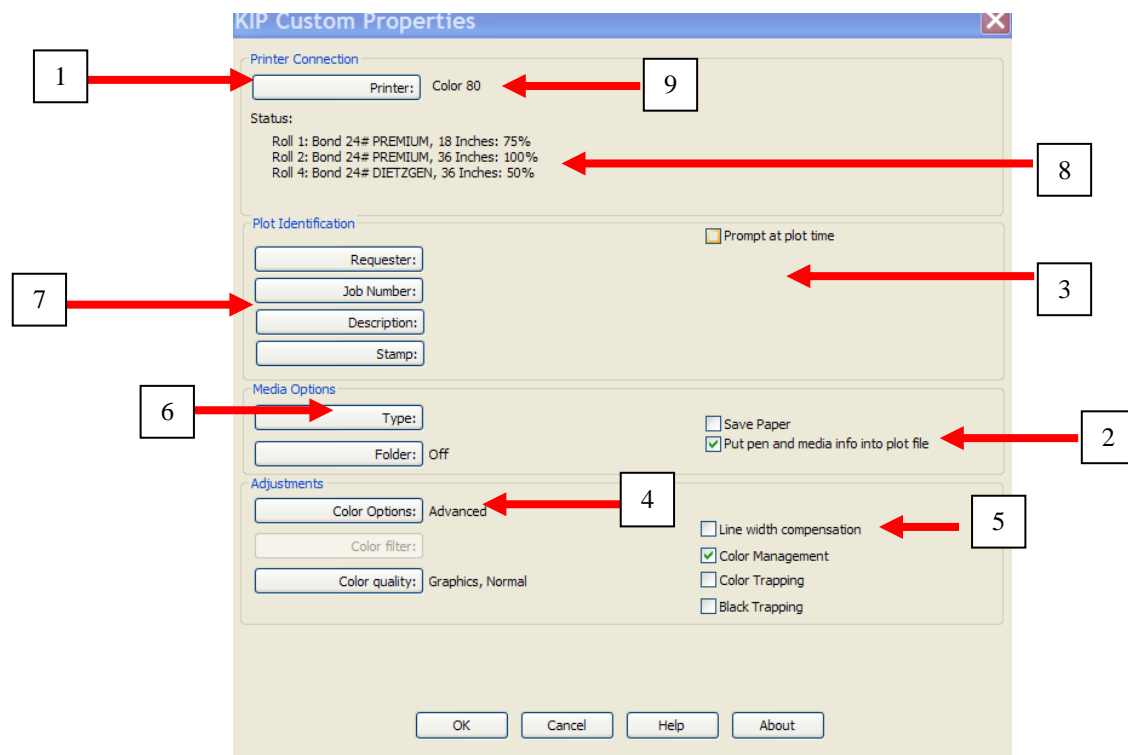 KIP Custom Properties
Printer Connection
1
Printer: Color 80
9
Status:
Roll 1: Bond 24# PREMIUM, 18 Inches: 75%
Roll 2: Bond 24# PREMIUM, 36 Inches: 100%
Roll 4: Bond 24# DIETZGEN, 36 Inches: 50%
8
Plot Identification
Prompt at plot time
Requester:
3
7
Job Number:
Description:
Stamp:
Media Options
6
Type:
Save Paper
2
Put pen and media info into plot file
Folder: Off
Adjustments
4
Color Options: Advanced
5
Line width compensation
Color filter:
Color Management
Color quality: Graphics, Normal
Color Trapping
Black Trapping
OK Cancel Help About